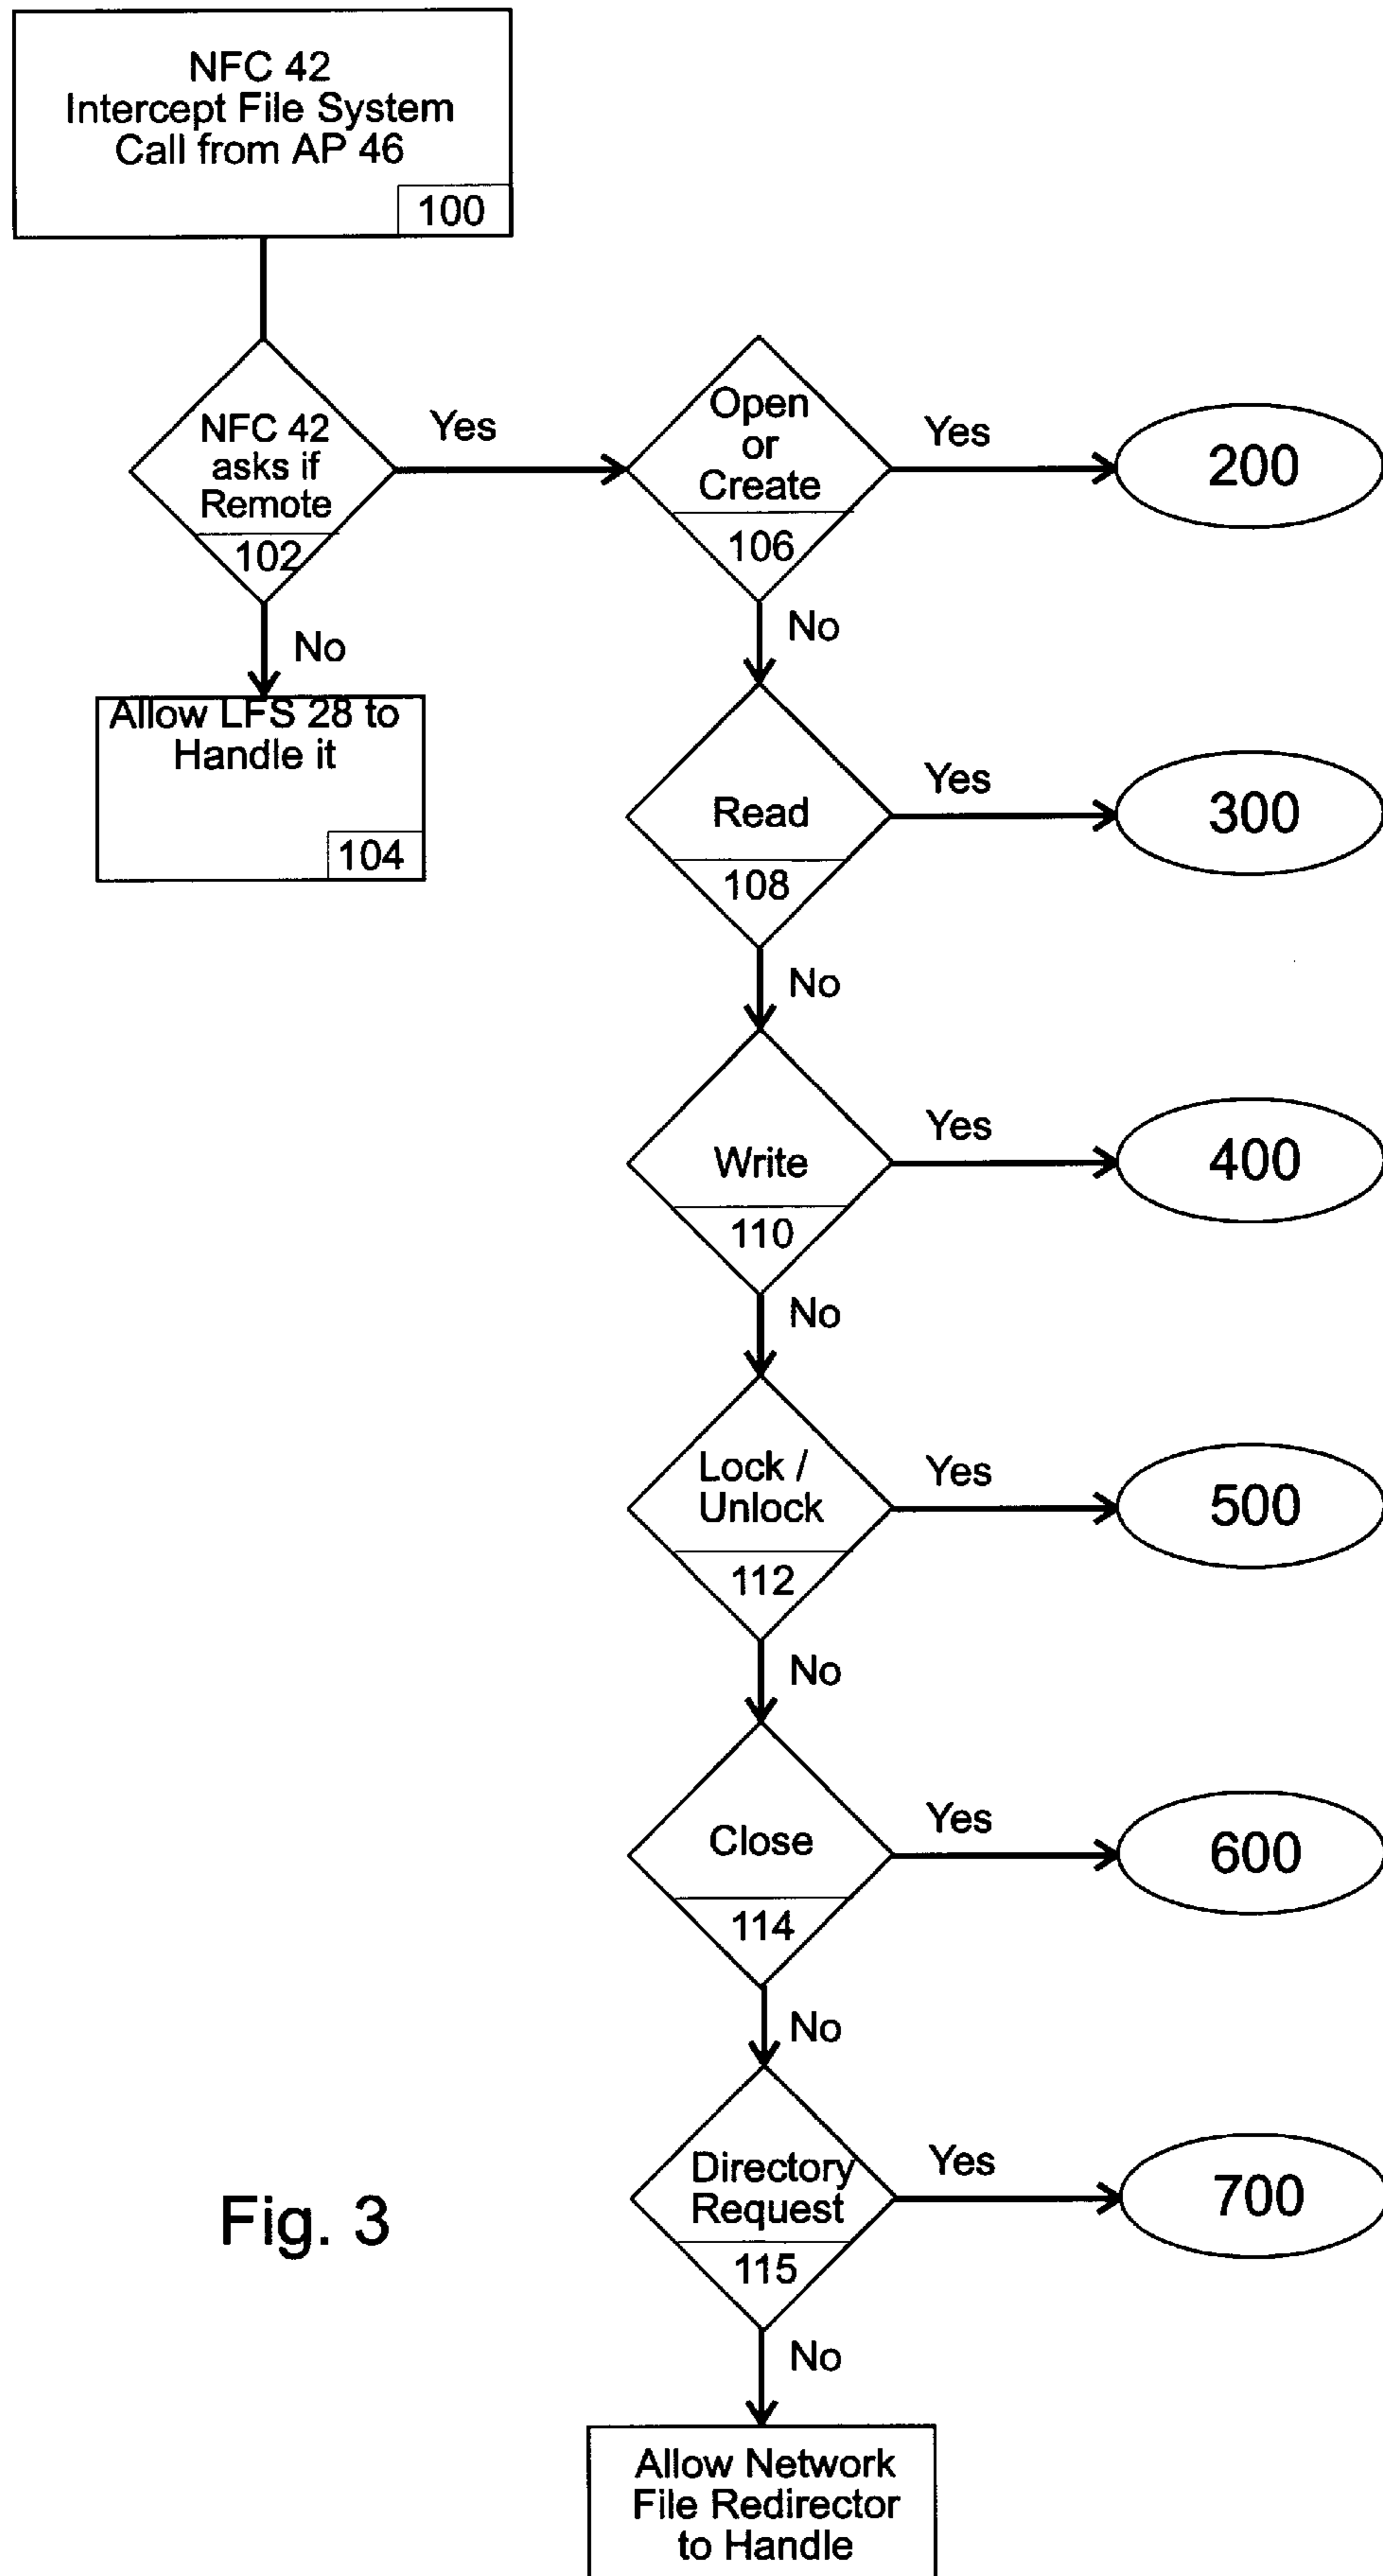 NFC 42
Intercept File System
Call from AP 46
100
NFC 42
asks if
Remote
102
Yes
No
Allow LFS 28 to
Handle it
104
Open
or
Create
106
Yes
200
No
Read
108
Yes
300
No
Write
110
Yes
400
No
Lock /
Unlock
112
Yes
500
No
Close
114
Yes
600
No
Directory
Request
115
Yes
700
No
Allow Network
File Redirector
to Handle
Fig. 3